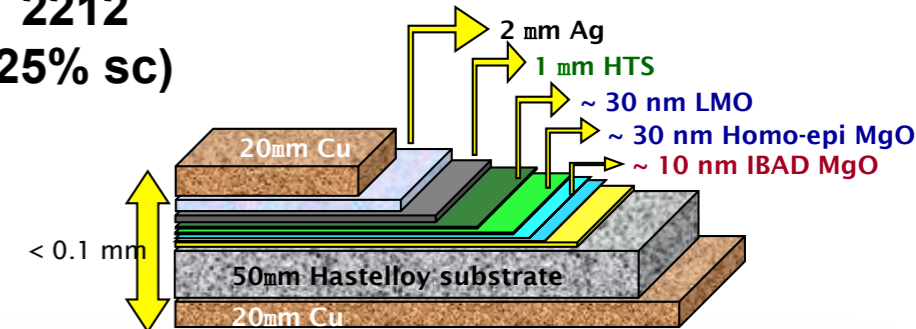 2212
25% sc)
2 mm Ag
1 mm HTS
~ 30 nm LMO
~ 30 nm Homo-epi MgO
~ 10 nm IBAD MgO
20mm Cu
< 0.1 mm
50mm Hastelloy substrate
20mm Cu